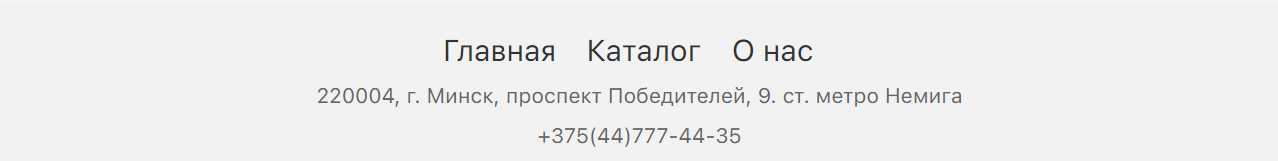 Главная Каталог О нас
220004, г. Минск, проспект Победителей, 9. ст. метро Немига
+375(44)777-44-35